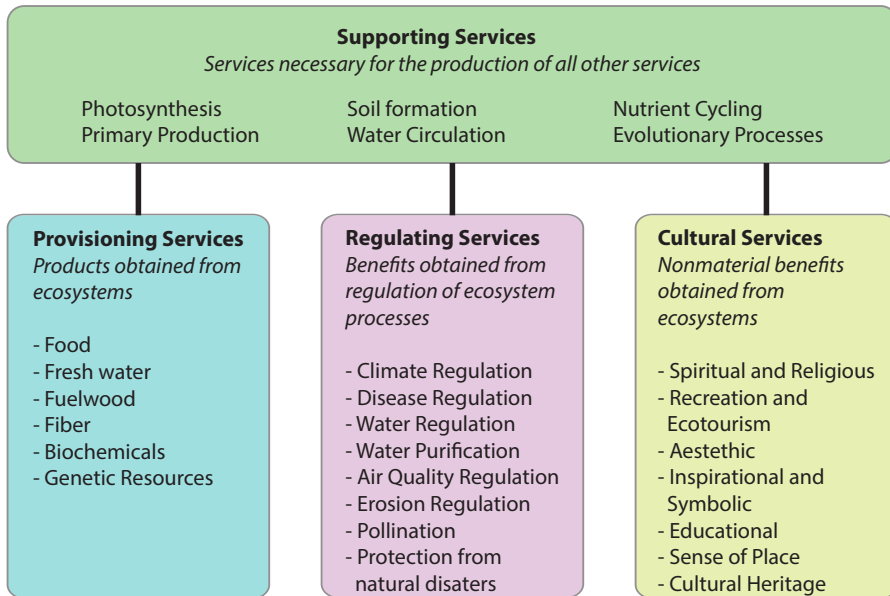 Supporting Services
Services necessary for the production of all other services
Photosynthesis
Primary Production
Soil formation
Water Circulation
Nutrient Cycling
Evolutionary Processes
Provisioning Services
Products obtained from
ecosystems
- Food
- Fresh water
- Fuelwood
- Fiber
- Biochemicals
- Genetic Resources
Regulating Services
Benefits obtained from
regulation of ecosystem
processes
- Climate Regulation
- Disease Regulation
- Water Regulation
- Water Purification
- Air Quality Regulation
- Erosion Regulation
- Pollination
- Protection from
natural disaters
Cultural Services
Nonmaterial benefits
obtained from
ecosystems
- Spiritual and Religious
- Recreation and
Ecotourism
- Aestethic
- Inspirational and
Symbolic
- Educational
- Sense of Place
- Cultural Heritage